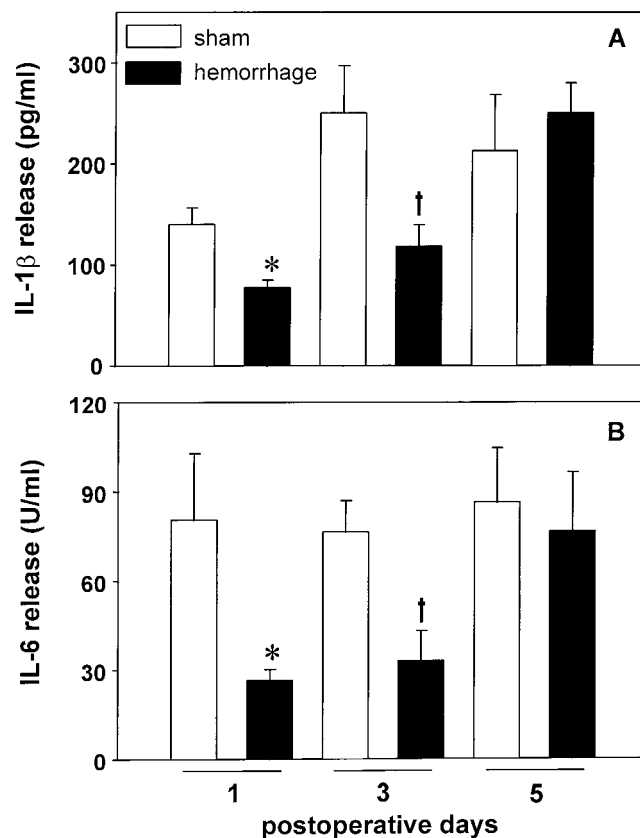 sham
hemorrhage
A
IL-1β release (pg/ml)
300
200
100
0
†
*
B
IL-6 release (U/ml)
120
90
60
30
0
*
†
1 3 5
postoperative days